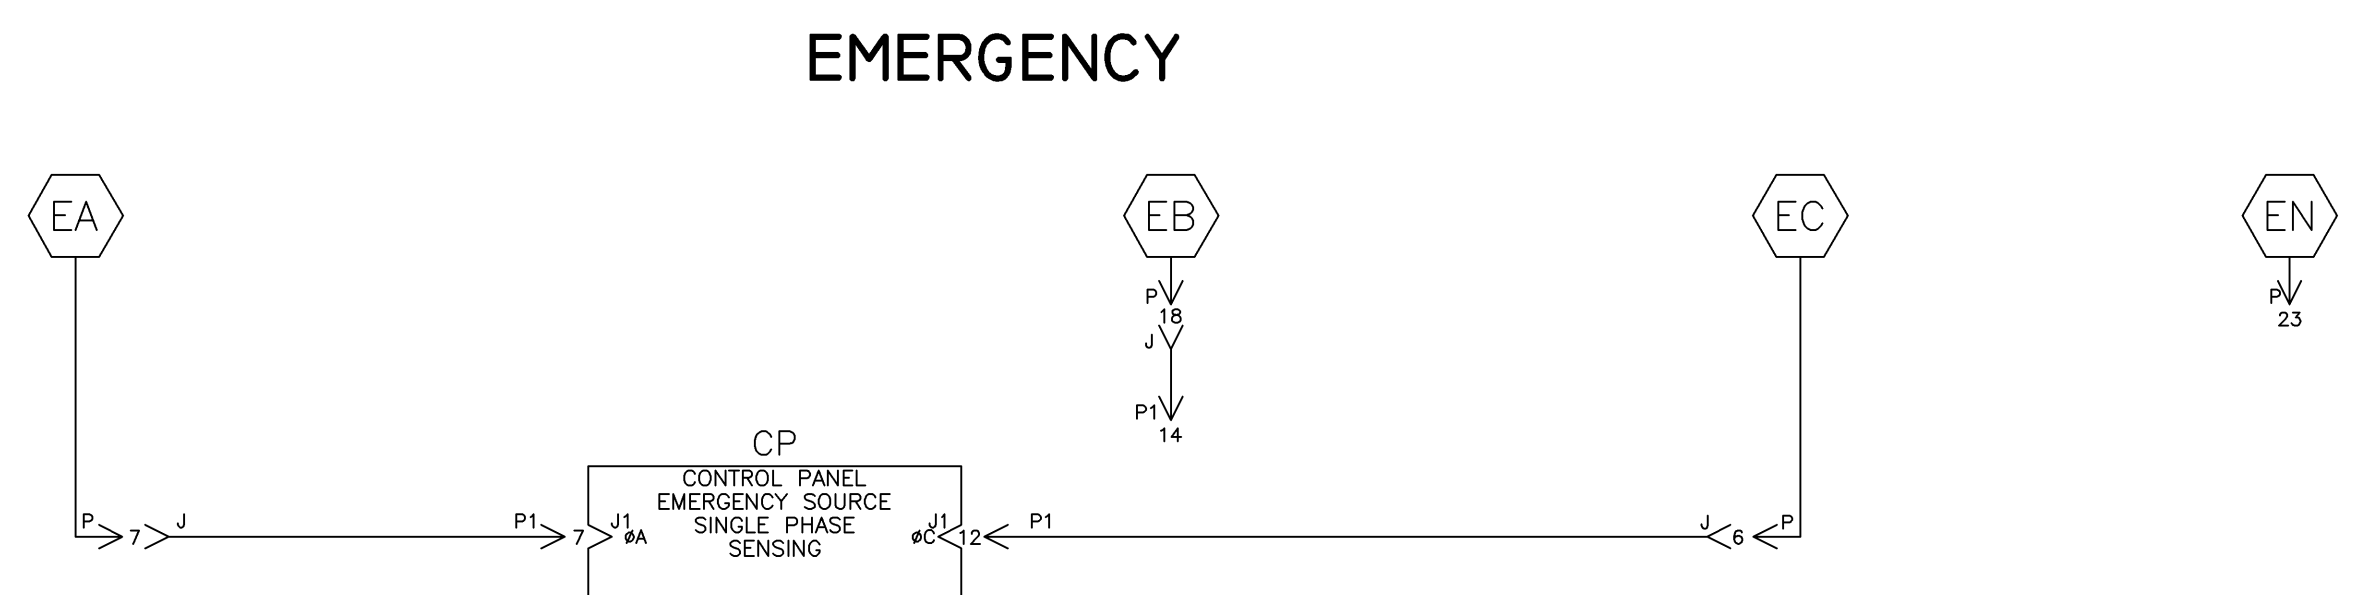 EMERGENCY
EA
EB
EC
EN
P
18
J
P
23
P1
14
CP
CONTROL PANEL
EMERGENCY SOURCE
SINGLE PHASE
SENSING
P
7
J
P1
7
J1
ØA
J1
ØC
12
P1
J
6
P